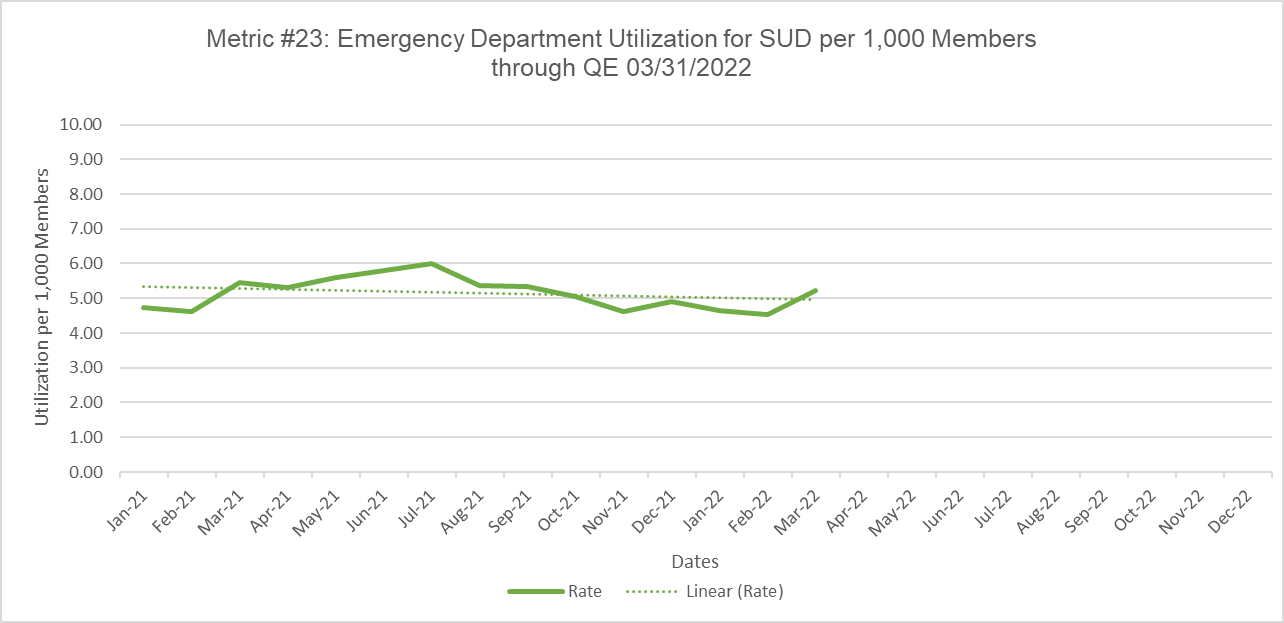 Metric #23: Emergency Department Utilization for SUD per 1,000 Members
through QE 03/31/2022
Utilization per 1,000 Members
10.00
9.00
8.00
7.00
6.00
5.00
4.00
3.00
2.00
1.00
0.00
Jan-21
Feb-21
Mar-21
Apr-21
May-21
Jun-21
Jul-21
Aug-21
Sep-21
Oct-21
Nov-21
Dec-21
Jan-22
Feb-22
Mar-22
Apr-22
May-22
Jun-22
Jul-22
Aug-22
Sep-22
Oct-22
Nov-22
Dec-22
Dates
Rate
Linear (Rate)